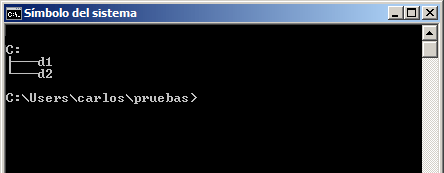 Símbolo del sistema
C:
├───d1
└───d2
C:\Users\carlos\pruebas>